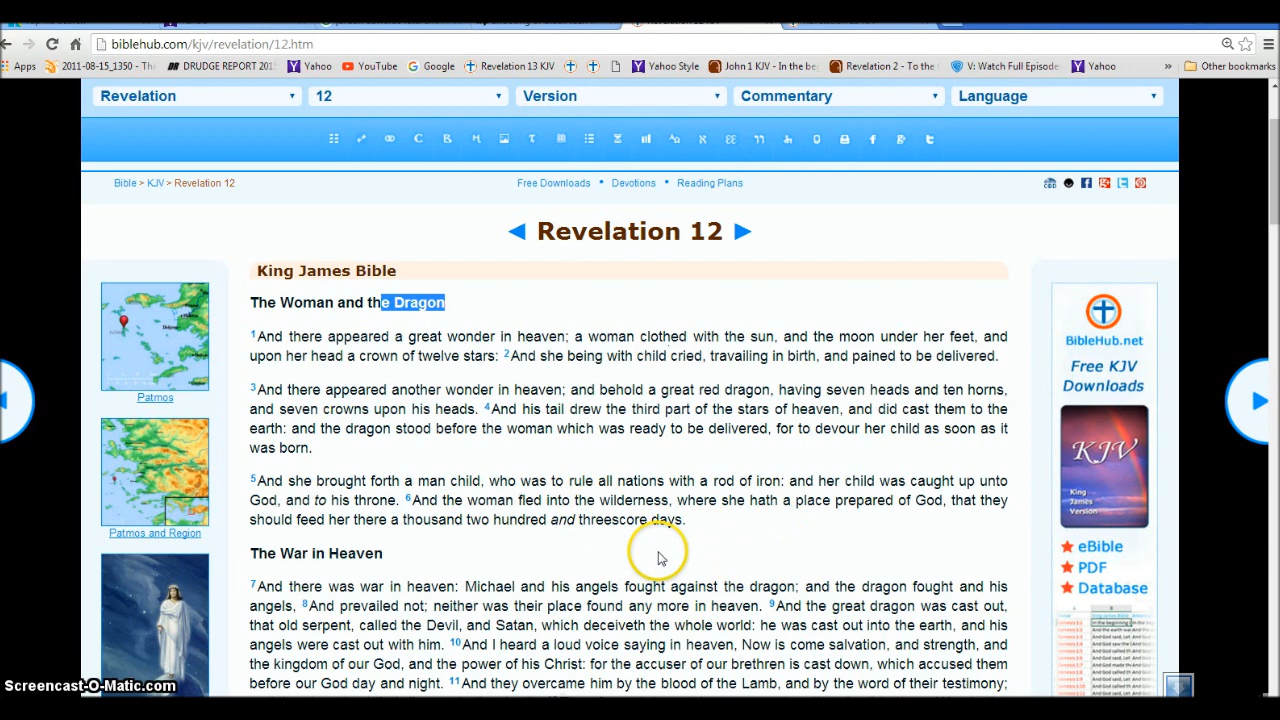 biblehub.com/kjv/revelation/12.htm
Apps 2011-08-15_1350 - Th DRUDGE REPORT 201 Yahoo YouTube Google Revelation 13 KJV Yahoo Style John 1 KJV - In the be Revelation 2 - To the V: Watch Full Episode Yahoo » Other bookmarks
Revelation 12 Version Commentary Language
Bible > KJV > Revelation 12 Free Downloads • Devotions • Reading Plans
Revelation 12
King James Bible
The Woman and the Dragon
1And there appeared a great wonder in heaven; a woman clothed with the sun, and the moon under her feet, and
upon her head a crown of twelve stars: 2And she being with child cried, travailing in birth, and pained to be delivered.
3And there appeared another wonder in heaven; and behold a great red dragon, having seven heads and ten horns,
and seven crowns upon his heads. 4And his tail drew the third part of the stars of heaven, and did cast them to the
earth: and the dragon stood before the woman which was ready to be delivered, for to devour her child as soon as it
was born.
5And she brought forth a man child, who was to rule all nations with a rod of iron: and her child was caught up unto
God, and to his throne. 6And the woman fled into the wilderness, where she hath a place prepared of God, that they
should feed her there a thousand two hundred and threescore days.
The War in Heaven
7And there was war in heaven: Michael and his angels fought against the dragon; and the dragon fought and his
angels, 8And prevailed not; neither was their place found any more in heaven. 9And the great dragon was cast out,
that old serpent, called the Devil, and Satan, which deceiveth the whole world: he was cast out into the earth, and his
angels were cast 10And I heard a loud voice saying in heaven, Now is come salvation, and strength, and
the kingdom of our God, and the power of his Christ: for the accuser of our brethren is cast down, which accused them
before our God day and night. 11And they overcame him by the blood of the Lamb, and by the word of their testimony;
Patmos
Patmos and Region
BibleHub.net
Free KJV
Downloads
KJV
King
James
Version
eBible
PDF
Database
Screencast-O-Matic.com